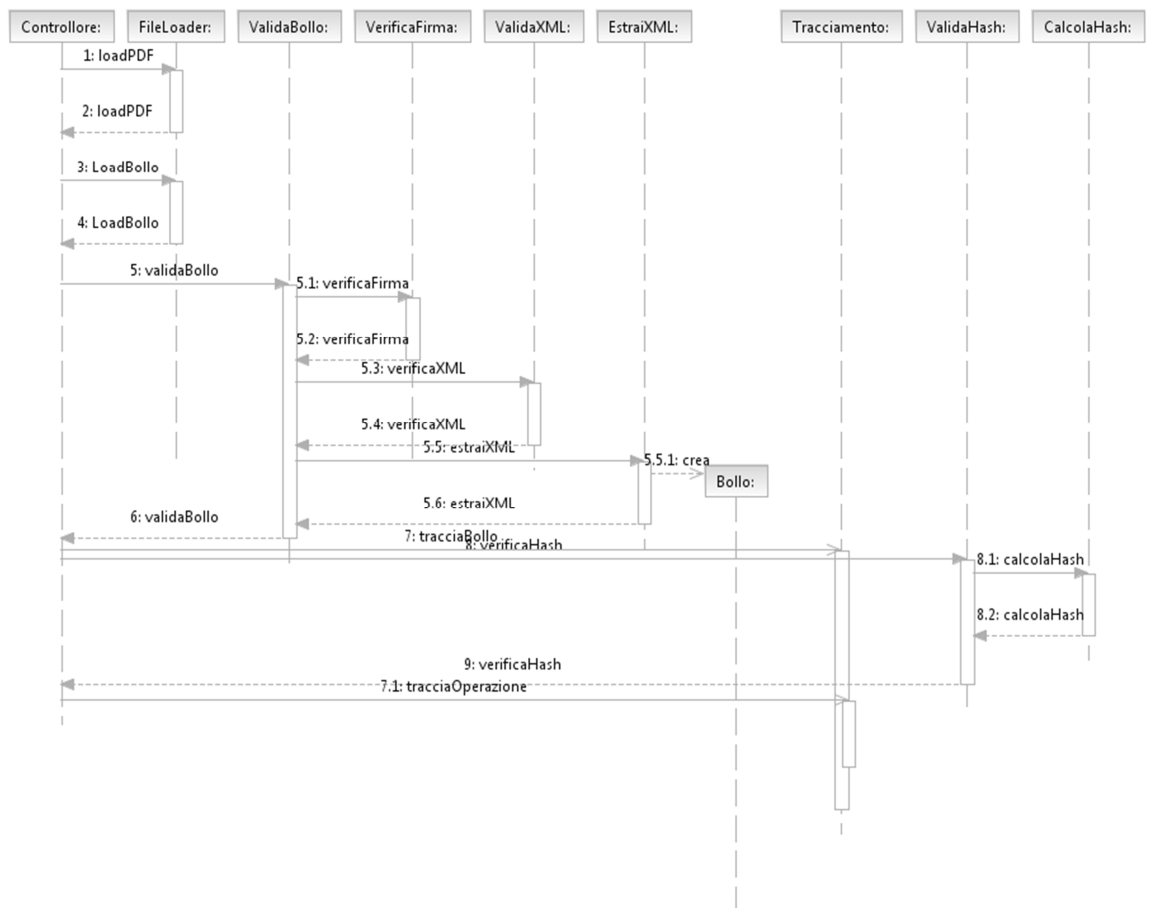 Controllore:
FileLoader:
ValidaBollo:
VerificaFirma:
ValidaXML:
EstraiXML:
Tracciamento:
ValidaHash:
CalcolaHash:
1: loadPDF
2: loadPDF
3: LoadBollo
4: LoadBollo
5: validaBollo
5.1: verificaFirma
5.2: verificaFirma
5.3: verificaXML
5.4: verificaXML
5.5: estraiXML
5.5.1: crea
Bollo:
5.6: estraiXML
6: validaBollo
7: tracciaBollo
8: verificaHash
8.1: calcolaHash
8.2: calcolaHash
9: verificaHash
7.1: tracciaOperazione